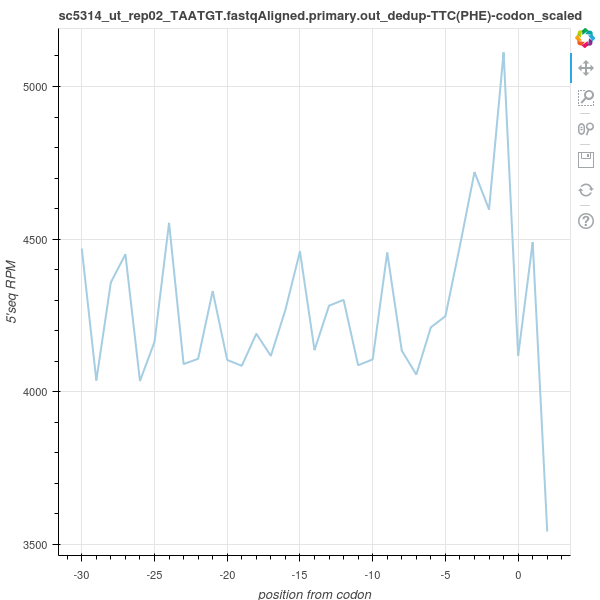 sc5314_ut_rep02_TAATGT.fastqAligned.primary.out_dedup-TTC(PHE)-codon_scaled
5000
4500
4000
3500
5'seq RPM
-30 -25 -20 -15 -10 -5 0
position from codon